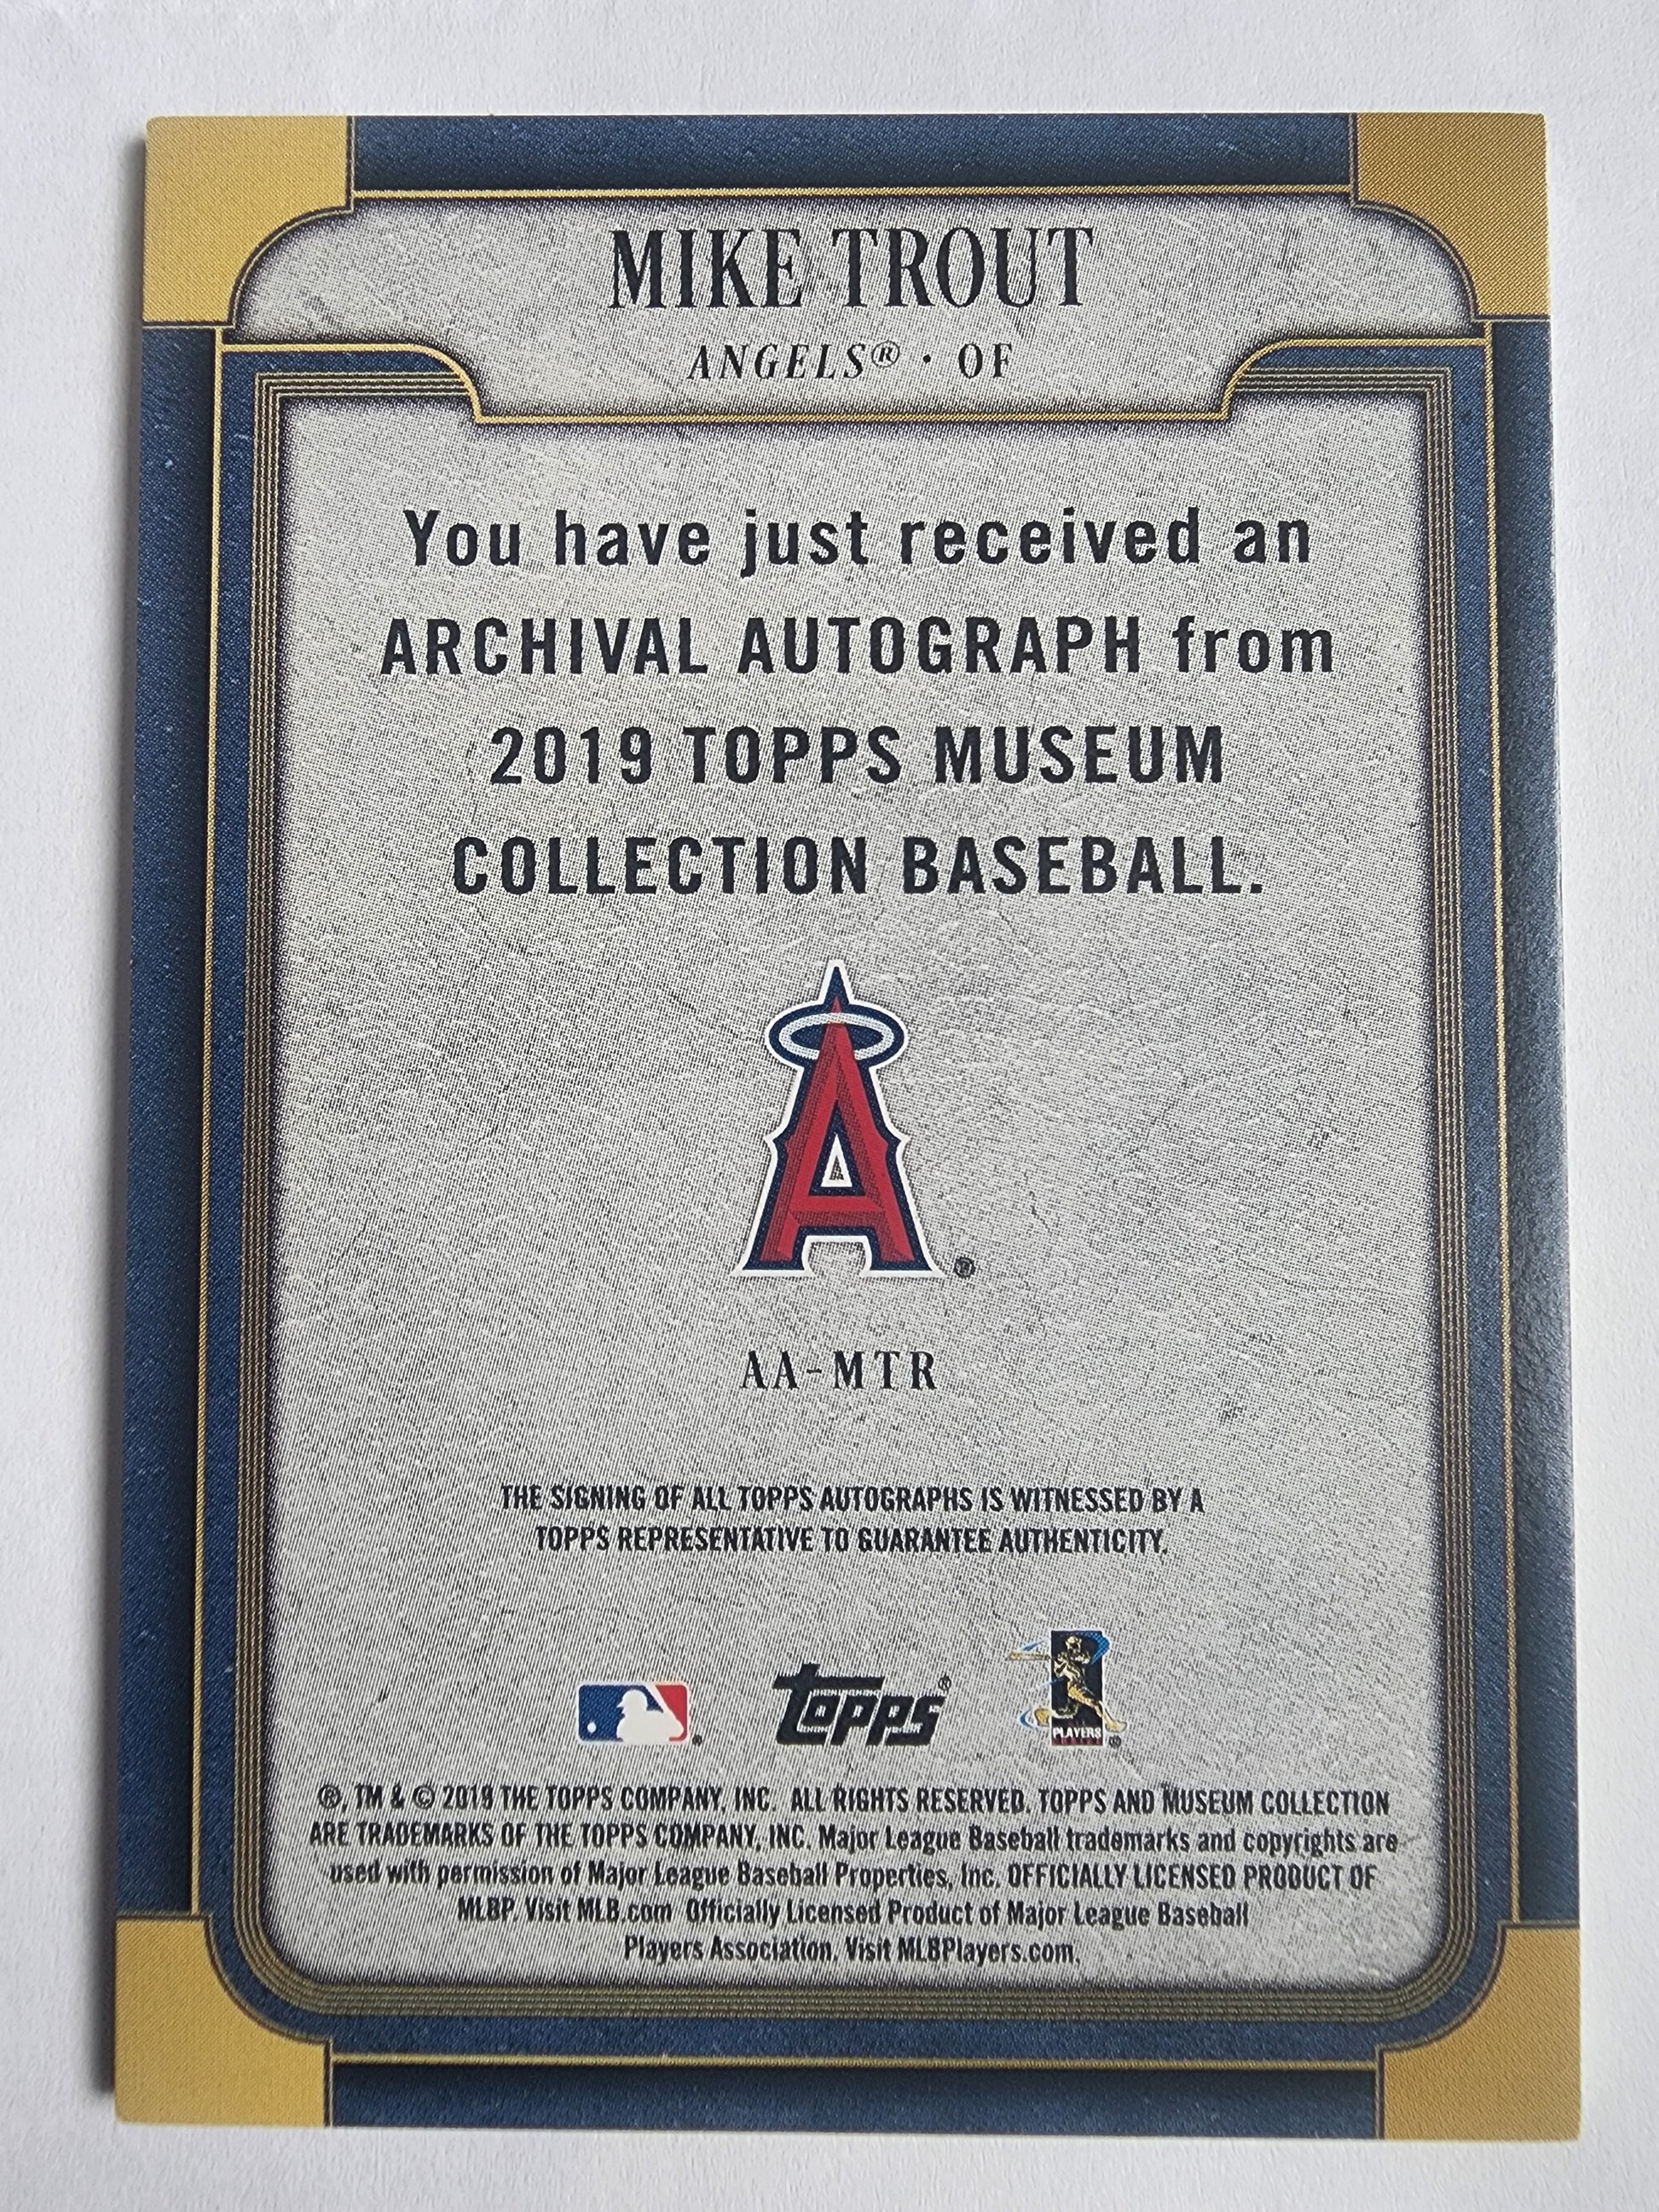 MIKE TROUT
ANGELS® · OF
You have just received an
ARCHIVAL AUTOGRAPH from
2019 TOPPS MUSEUM
COLLECTION BASEBALL.
A®
AA-MTR
THE SIGNING OF ALL TOPPS AUTOGRAPHS IS WITNESSED BY A
TOPPS REPRESENTATIVE TO GUARANTEE AUTHENTICITY.
topps®
PLAYERS
®, TM & © 2019 THE TOPPS COMPANY, INC. ALL RIGHTS RESERVED. TOPPS AND MUSEUM COLLECTION
ARE TRADEMARKS OF THE TOPPS COMPANY, INC. Major League Baseball trademarks and copyrights are
used with permission of Major League Baseball Properties, Inc. OFFICIALLY LICENSED PRODUCT OF
MLBP. Visit MLB.com Officially Licensed Product of Major League Baseball
Players Association. Visit MLBPlayers.com.